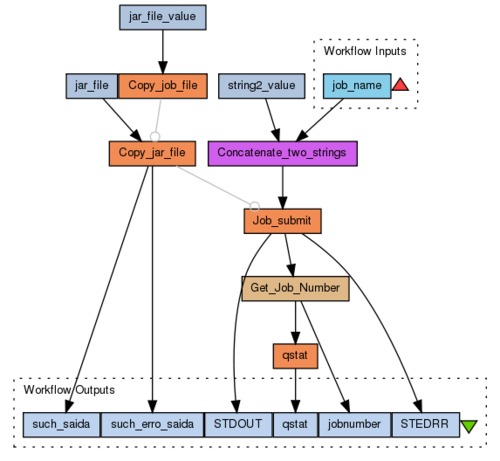 jar_file_value
Workflow Inputs
jar_file Copy_job_file string2_value job_name
Copy_jar_file Concatenate_two_strings
Job_submit
Get_Job_Number
qstat
Workflow Outputs
such_saida such_erro_saida STDOUT qstat jobnumber STEDRR